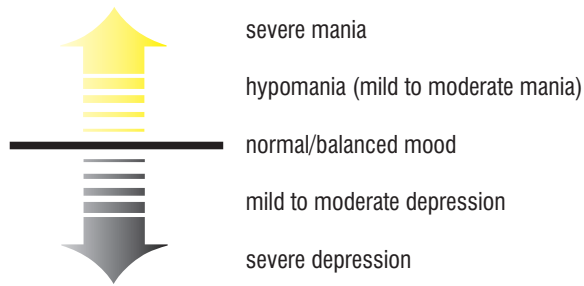 severe mania
hypomania (mild to moderate mania)
normal/balanced mood
mild to moderate depression
severe depression